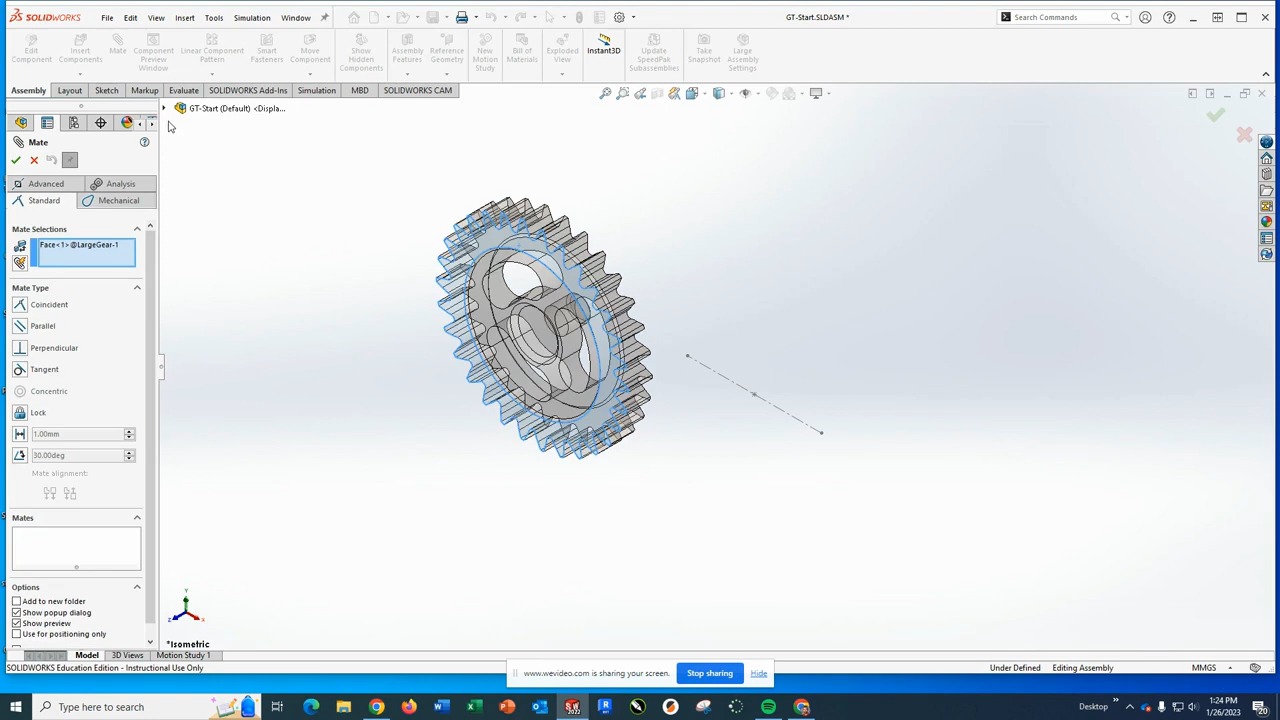 SOLIDWORKS File Edit View Insert Tools Simulation Window GT-Start.SLDASM * Search Commands
Edit Component
Insert Components
Mate
Component Preview Window
Linear Component Pattern
Smart Fasteners
Move Component
Show Hidden Components
Assembly Features
Reference Geometry
New Motion Study
Bill of Materials
Exploded View
Instant3D
Update SpeedPak Subassemblies
Take Snapshot
Large Assembly Settings
Assembly Layout Sketch Markup Evaluate SOLIDWORKS Add-Ins Simulation MBD SOLIDWORKS CAM
GT-Start (Default) <Displa...
Mate
Advanced Analysis
Standard Mechanical
Mate Selections
Face<1>@LargeGear-1
Mate Type
Coincident
Parallel
Perpendicular
Tangent
Concentric
Lock
1.00mm
30.00deg
Mate alignment:
Mates
Options
Add to new folder
Show popup dialog
Show preview
Use for positioning only
Y
Z X
*Isometric
Model 3D Views Motion Study 1
SOLIDWORKS Education Edition - Instructional Use Only
Under Defined Editing Assembly MMGS
www.wevideo.com is sharing your screen. Stop sharing Hide
Type here to search
Desktop
1:24 PM
1/26/2023
20